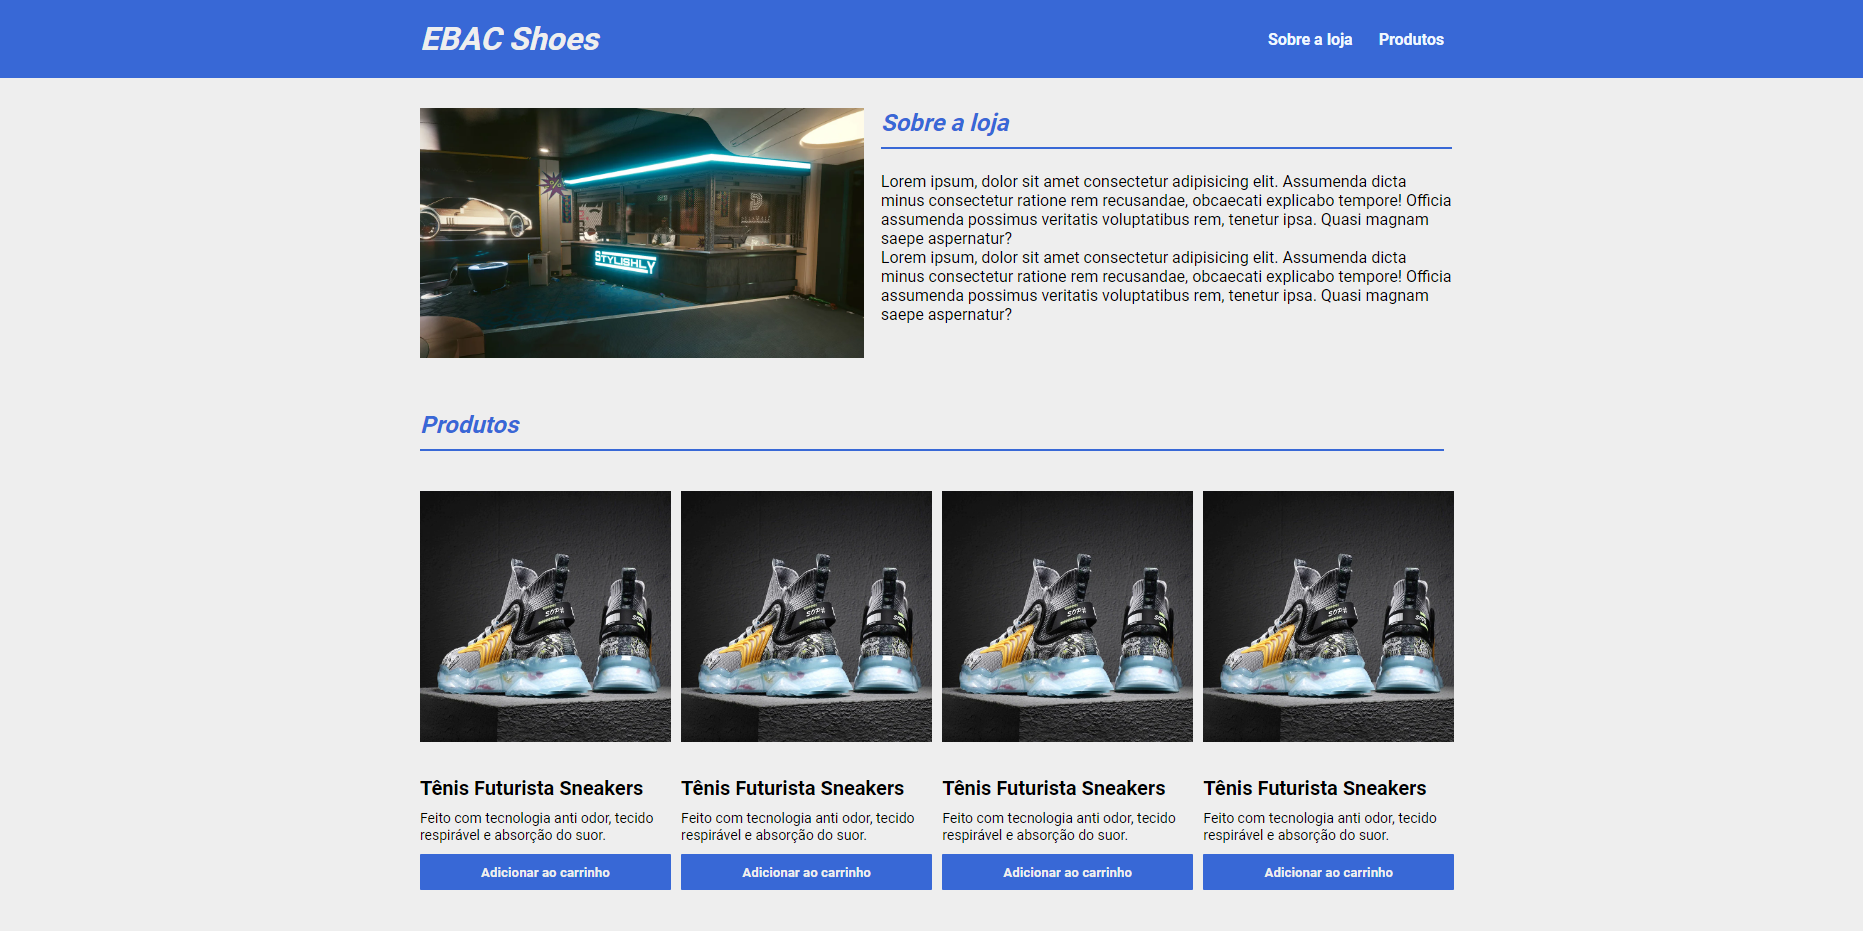 EBAC Shoes
Sobre a loja Produtos
STYLISHLY
Sobre a loja
Lorem ipsum, dolor sit amet consectetur adipisicing elit. Assumenda dicta
minus consectetur ratione rem recusandae, obcaecati explicabo tempore! Officia
assumenda possimus veritatis voluptatibus rem, tenetur ipsa. Quasi magnam
saepe aspernatur?
Lorem ipsum, dolor sit amet consectetur adipisicing elit. Assumenda dicta
minus consectetur ratione rem recusandae, obcaecati explicabo tempore! Officia
assumenda possimus veritatis voluptatibus rem, tenetur ipsa. Quasi magnam
saepe aspernatur?
Produtos
Tênis Futurista Sneakers
Feito com tecnologia anti odor, tecido
respirável e absorção do suor.
Adicionar ao carrinho
Tênis Futurista Sneakers
Feito com tecnologia anti odor, tecido
respirável e absorção do suor.
Adicionar ao carrinho
Tênis Futurista Sneakers
Feito com tecnologia anti odor, tecido
respirável e absorção do suor.
Adicionar ao carrinho
Tênis Futurista Sneakers
Feito com tecnologia anti odor, tecido
respirável e absorção do suor.
Adicionar ao carrinho